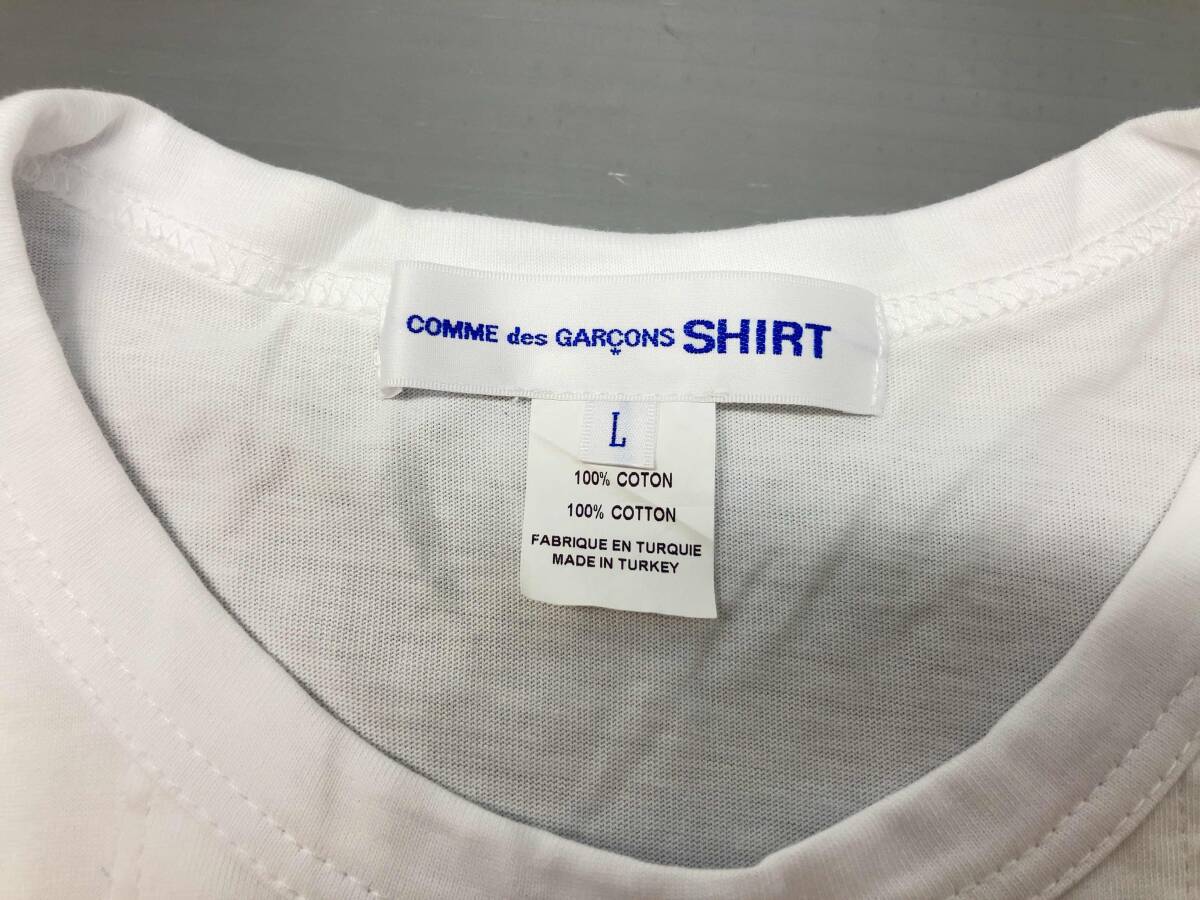 COMME des GARÇONS SHIRT
L
100% COTON
100% COTTON
FABRIQUE EN TURQUIE
MADE IN TURKEY